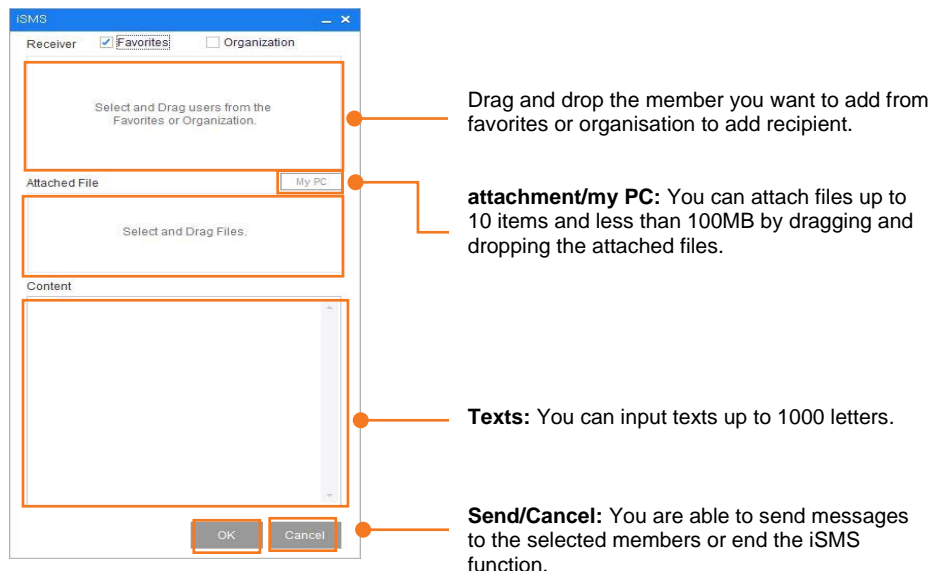 iSMS
Receiver Favorites Organization
Select and Drag users from the
Favorites or Organization.
Drag and drop the member you want to add from
favorites or organisation to add recipient.
Attached File My PC
attachment/my PC: You can attach files up to
10 items and less than 100MB by dragging and
dropping the attached files.
Select and Drag Files.
Content
Texts: You can input texts up to 1000 letters.
OK Cancel
Send/Cancel: You are able to send messages
to the selected members or end the iSMS
function.